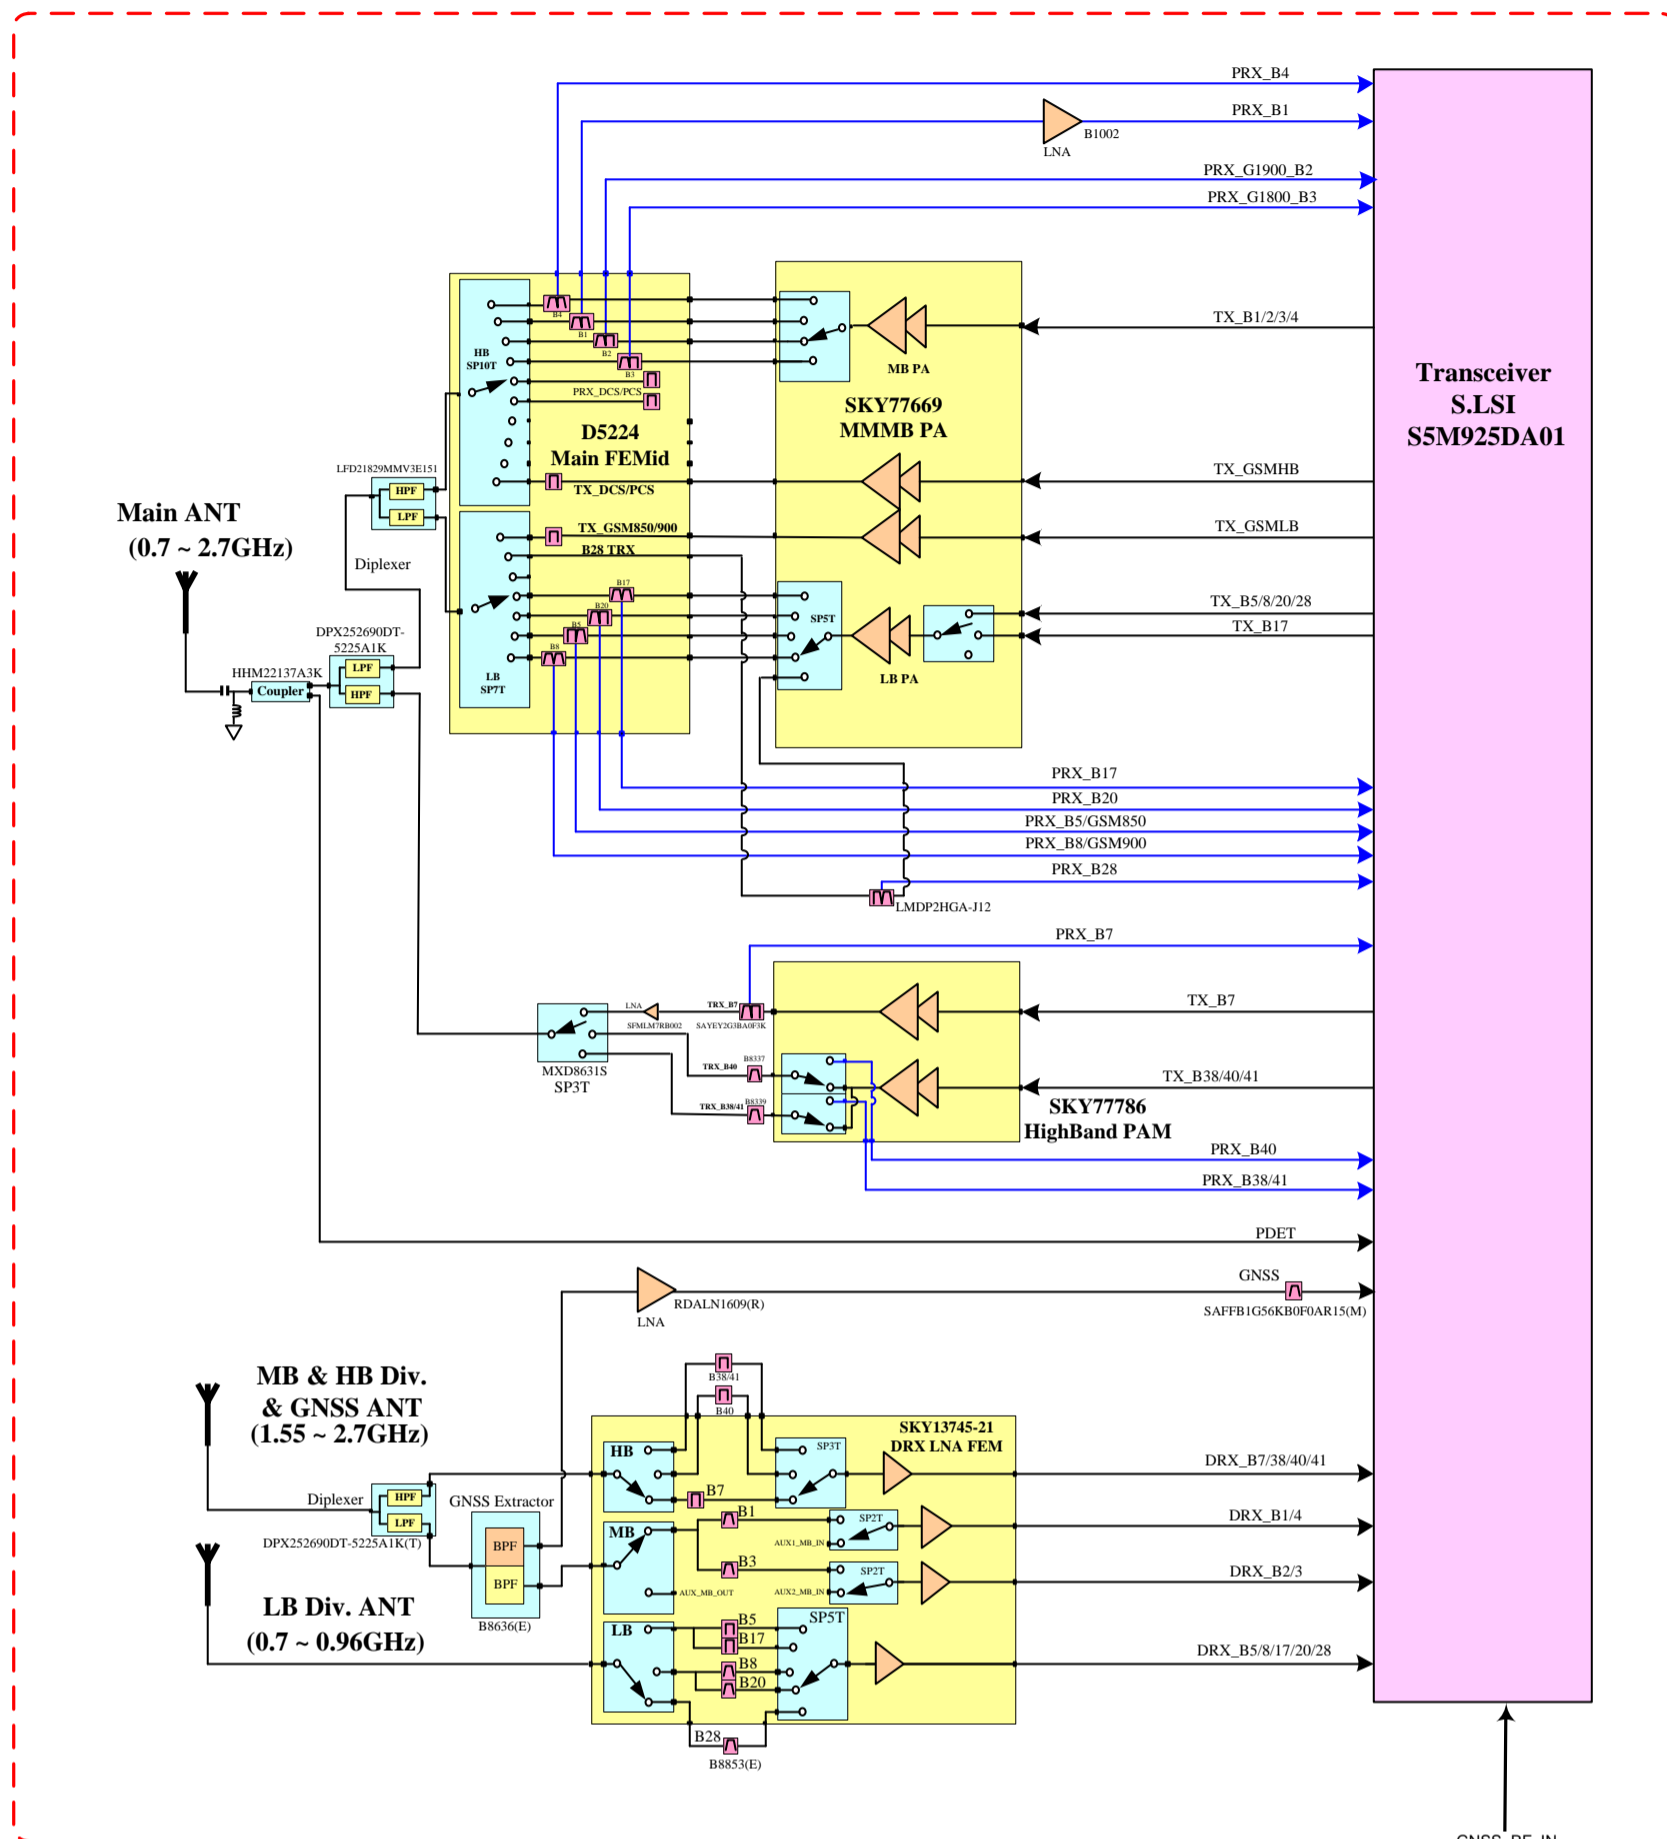 PRX_B4
PRX_B1
B1002
LNA
PRX_G1900_B2
PRX_G1800_B3
Transceiver
S.LSI
S5M925DA01
HB
SP10T
B4
B1
B2
B3
PRX_DCS/PCS
D5224
Main FEMid
TX_DCS/PCS
MB PA
SKY77669
MMMB PA
TX_B1/2/3/4
TX_GSMHB
TX_GSMLB
LFD21829MMV3E151
HPF
LPF
Diplexer
Main ANT
(0.7 ~ 2.7GHz)
TX_GSM850/900
B28 TRX
B17
B20
B5
B8
LB
SP7T
SP5T
LB PA
TX_B5/8/20/28
TX_B17
DPX252690DT-
5225A1K
LPF
HPF
HHM22137A3K
Coupler
PRX_B17
PRX_B20
PRX_B5/GSM850
PRX_B8/GSM900
PRX_B28
LMDP2HGA-J12
PRX_B7
LNA
SFMLM7RB002
TRX_B7
SAYEY2G3BA0F3K
TX_B7
MXD8631S
SP3T
TRX_B40
B8337
TRX_B38/41
B8339
TX_B38/40/41
SKY77786
HighBand PAM
PRX_B40
PRX_B38/41
PDET
GNSS
SAFFB1G56KB0F0AR15(M)
RDALN1609(R)
LNA
MB & HB Div.
& GNSS ANT
(1.55 ~ 2.7GHz)
B38/41
B40
SKY13745-21
DRX LNA FEM
HB
SP3T
B7
DRX_B7/38/40/41
Diplexer
HPF
LPF
DPX252690DT-5225A1K(T)
GNSS Extractor
BPF
BPF
B8636(E)
MB
B1
SP2T
AUX1_MB_IN
DRX_B1/4
B3
SP2T
AUX2_MB_IN
AUX_MB_OUT
DRX_B2/3
LB Div. ANT
(0.7 ~ 0.96GHz)
LB
B5
B17
B8
B20
SP5T
DRX_B5/8/17/20/28
B28
B8853(E)